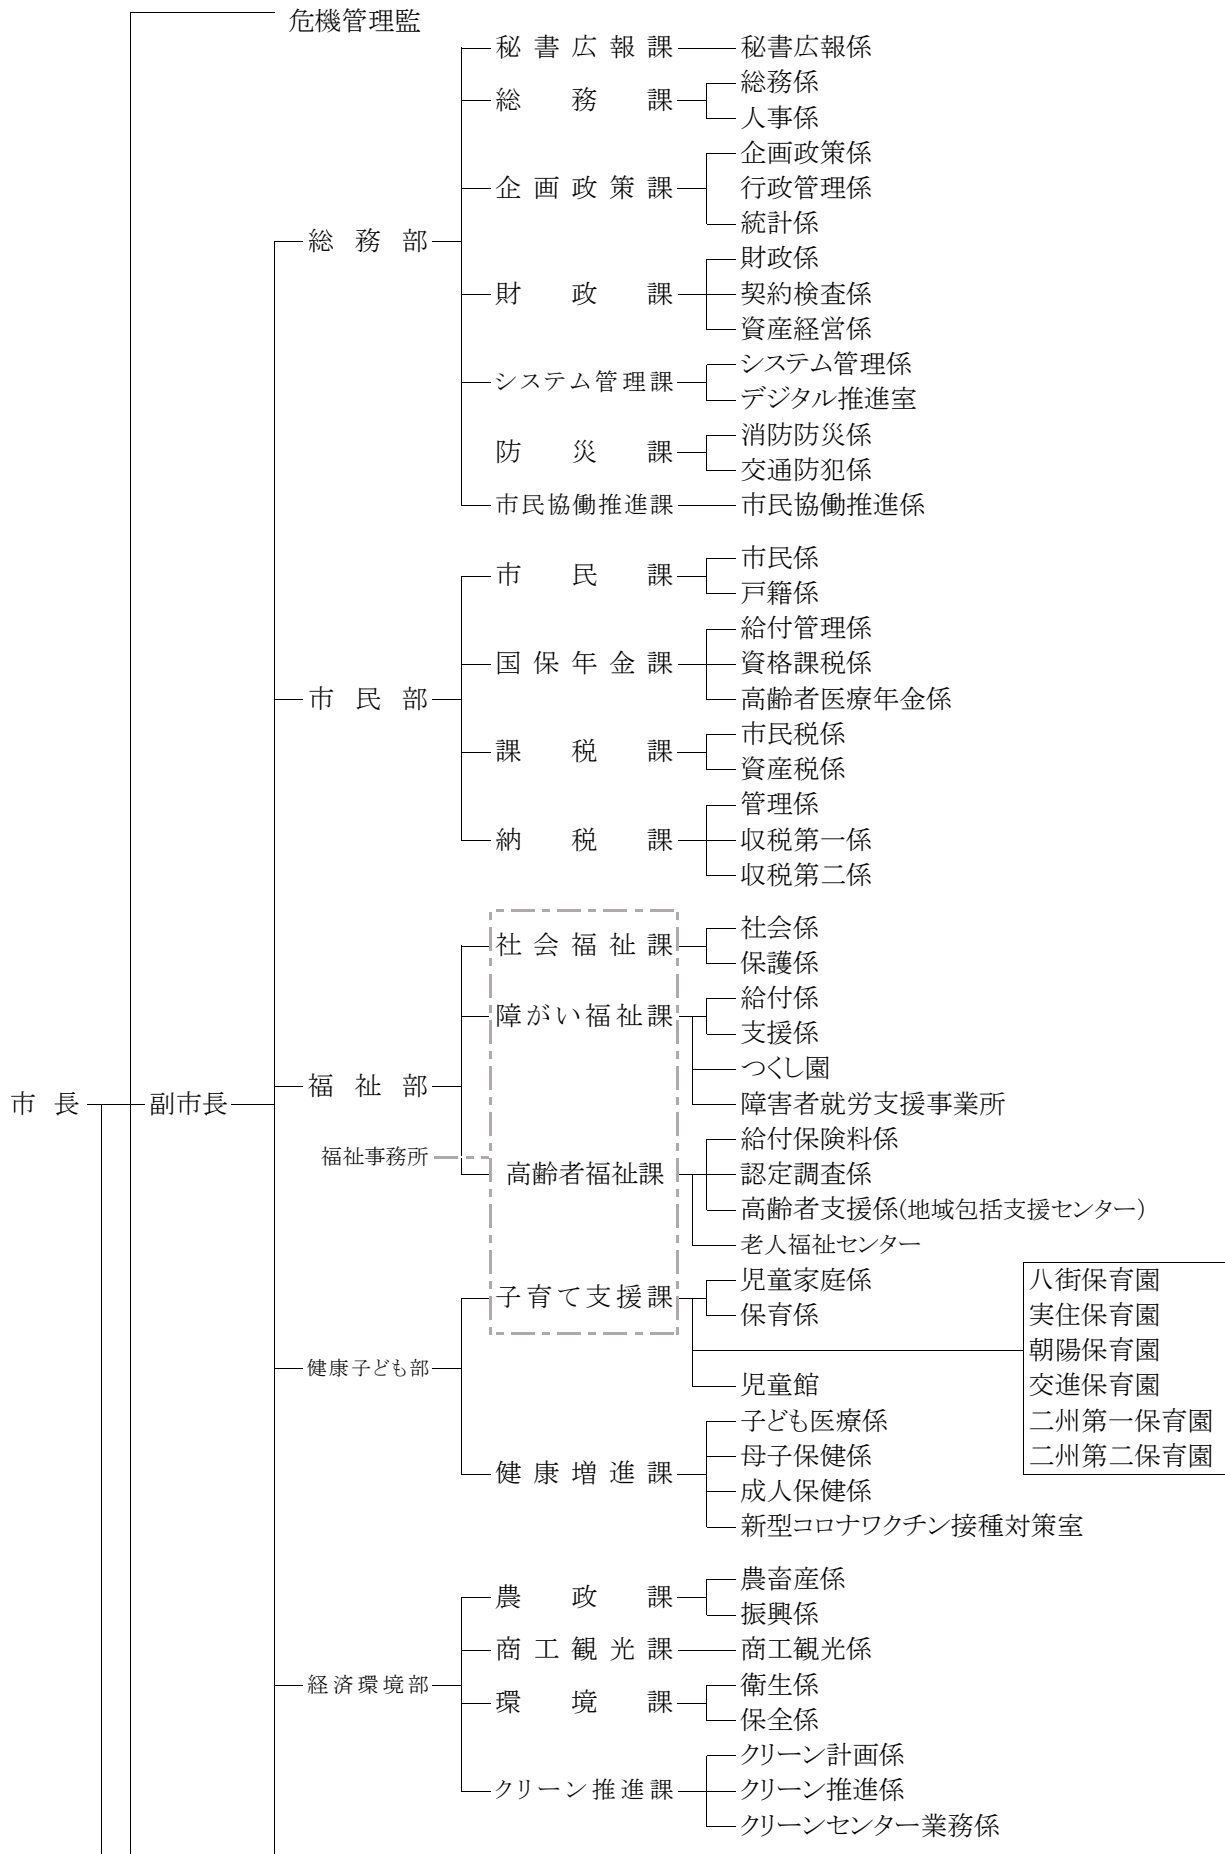 危機管理監
秘書広報課 秘書広報係
総務課 総務係
人事係
企画政策課 企画政策係
行政管理係
統計係
総務部
財政課 財政係
契約検査係
資産経営係
システム管理課 システム管理係
デジタル推進室
防災課 消防防災係
交通防犯係
市民協働推進課 市民協働推進係
市民課 市民係
戸籍係
国保年金課 給付管理係
資格課税係
高齢者医療年金係
市民部
課税課 市民税係
資産税係
納税課 管理係
収税第一係
収税第二係
社会福祉課 社会係
保護係
障がい福祉課 給付係
支援係
つくし園
障害者就労支援事業所
市長 副市長 福祉部
福祉事務所
高齢者福祉課 給付保険料係
認定調査係
高齢者支援係(地域包括支援センター)
老人福祉センター
子育て支援課 児童家庭係
保育係
八街保育園
実住保育園
朝陽保育園
交進保育園
二州第一保育園
二州第二保育園
児童館
健康子ども部
健康増進課 子ども医療係
母子保健係
成人保健係
新型コロナワクチン接種対策室
農政課 農畜産係
振興係
商工観光課 商工観光係
経済環境部
環境課 衛生係
保全係
クリーン推進課 クリーン計画係
クリーン推進係
クリーンセンター業務係